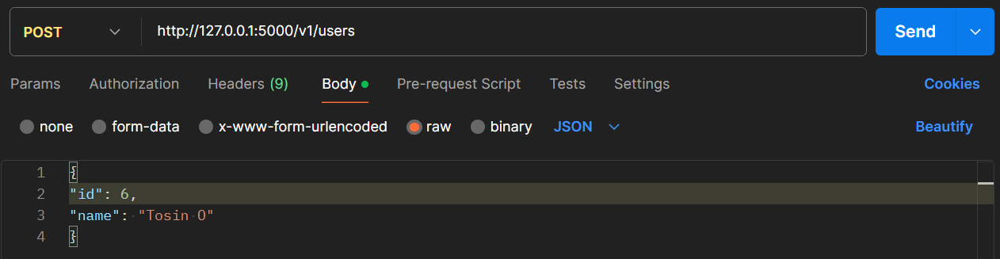 POST http://127.0.0.1:5000/v1/users Send
Params Authorization Headers (9) Body Pre-request Script Tests Settings Cookies
none form-data x-www-form-urlencoded raw binary JSON Beautify
1 {
2 "id": 6,
3 "name": "Tosin O"
4 }